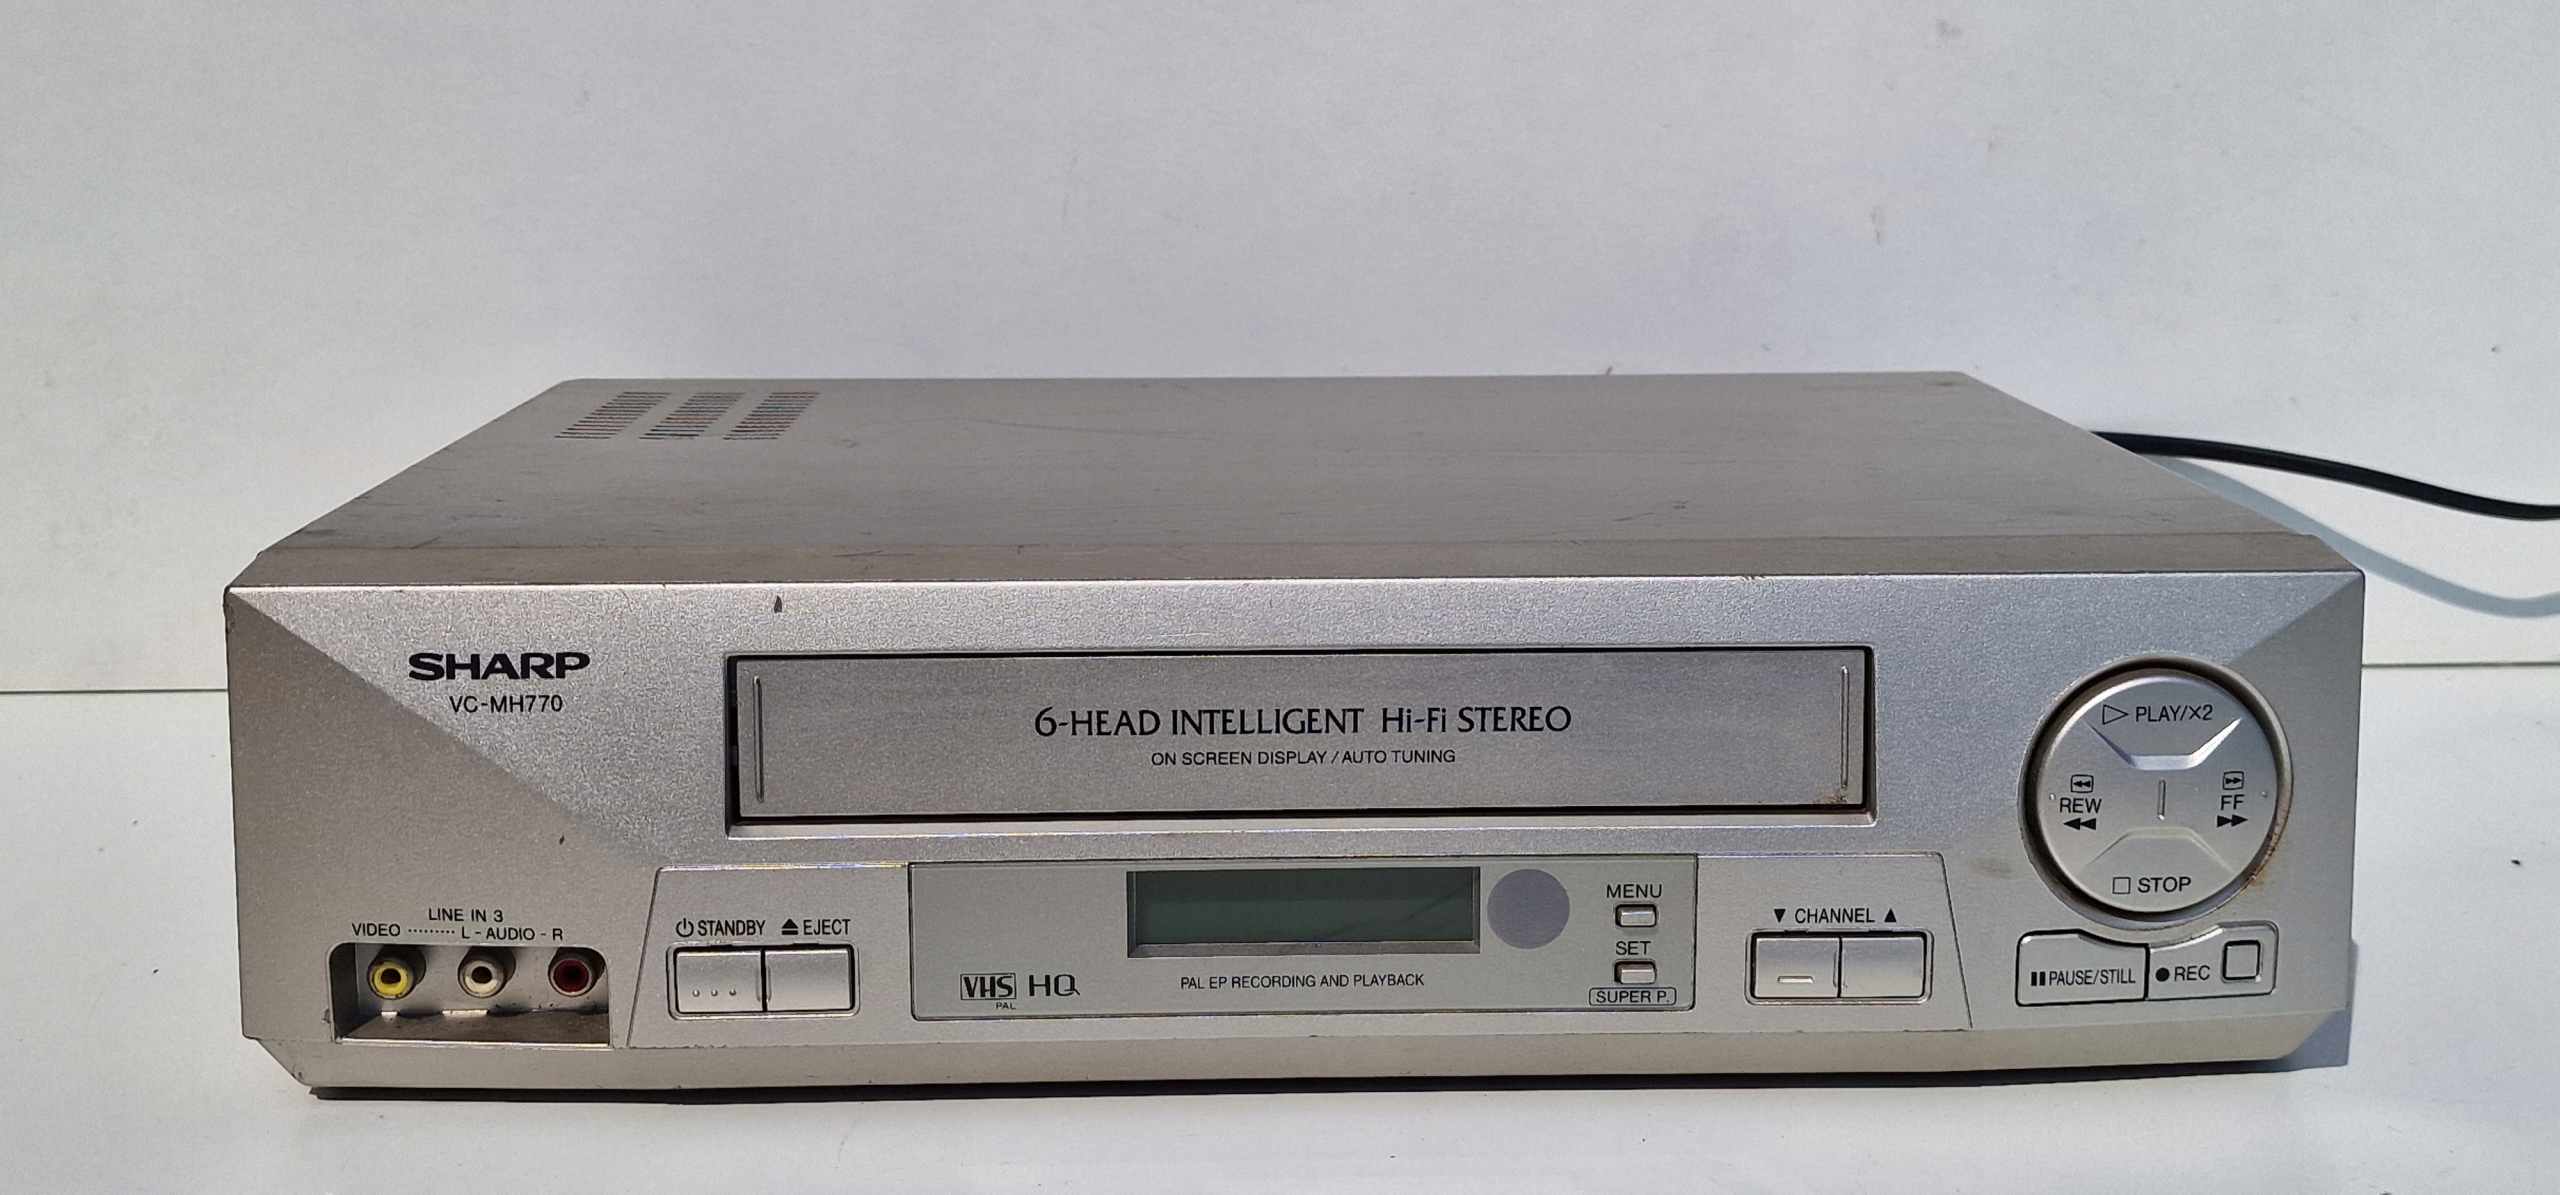 SHARP
VC-MH770
6-HEAD INTELLIGENT Hi-Fi STEREO
ON SCREEN DISPLAY / AUTO TUNING
PLAY/X2
REW
FF
STOP
LINE IN 3
VIDEO ········· L - AUDIO - R
STANDBY EJECT
VHS HQ
PAL
PAL EP RECORDING AND PLAYBACK
MENU
SET
SUPER P.
▼ CHANNEL ▲
PAUSE/STILL
REC